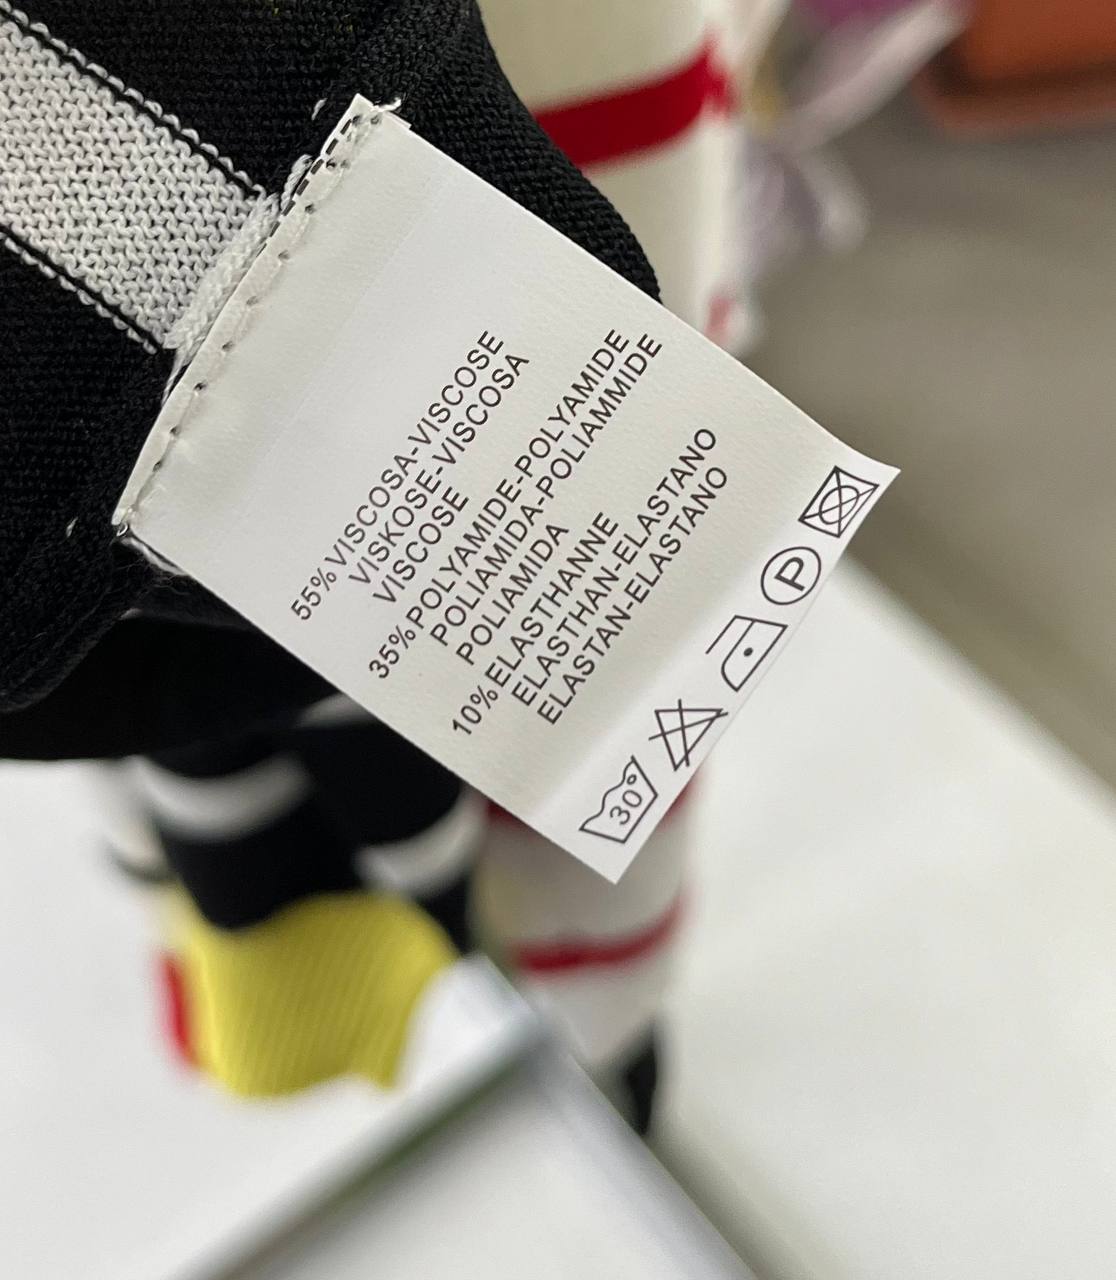 55% VISCOSA-VISCOSE
VISKOSE-VISCOSA
VISCOSE
35% POLYAMIDE-POLYAMIDE
POLIAMIDA-POLIAMMIDE
POLIAMIDA
10% ELASTHANNE
ELASTHAN-ELASTANO
ELASTAN-ELASTANO
30° P